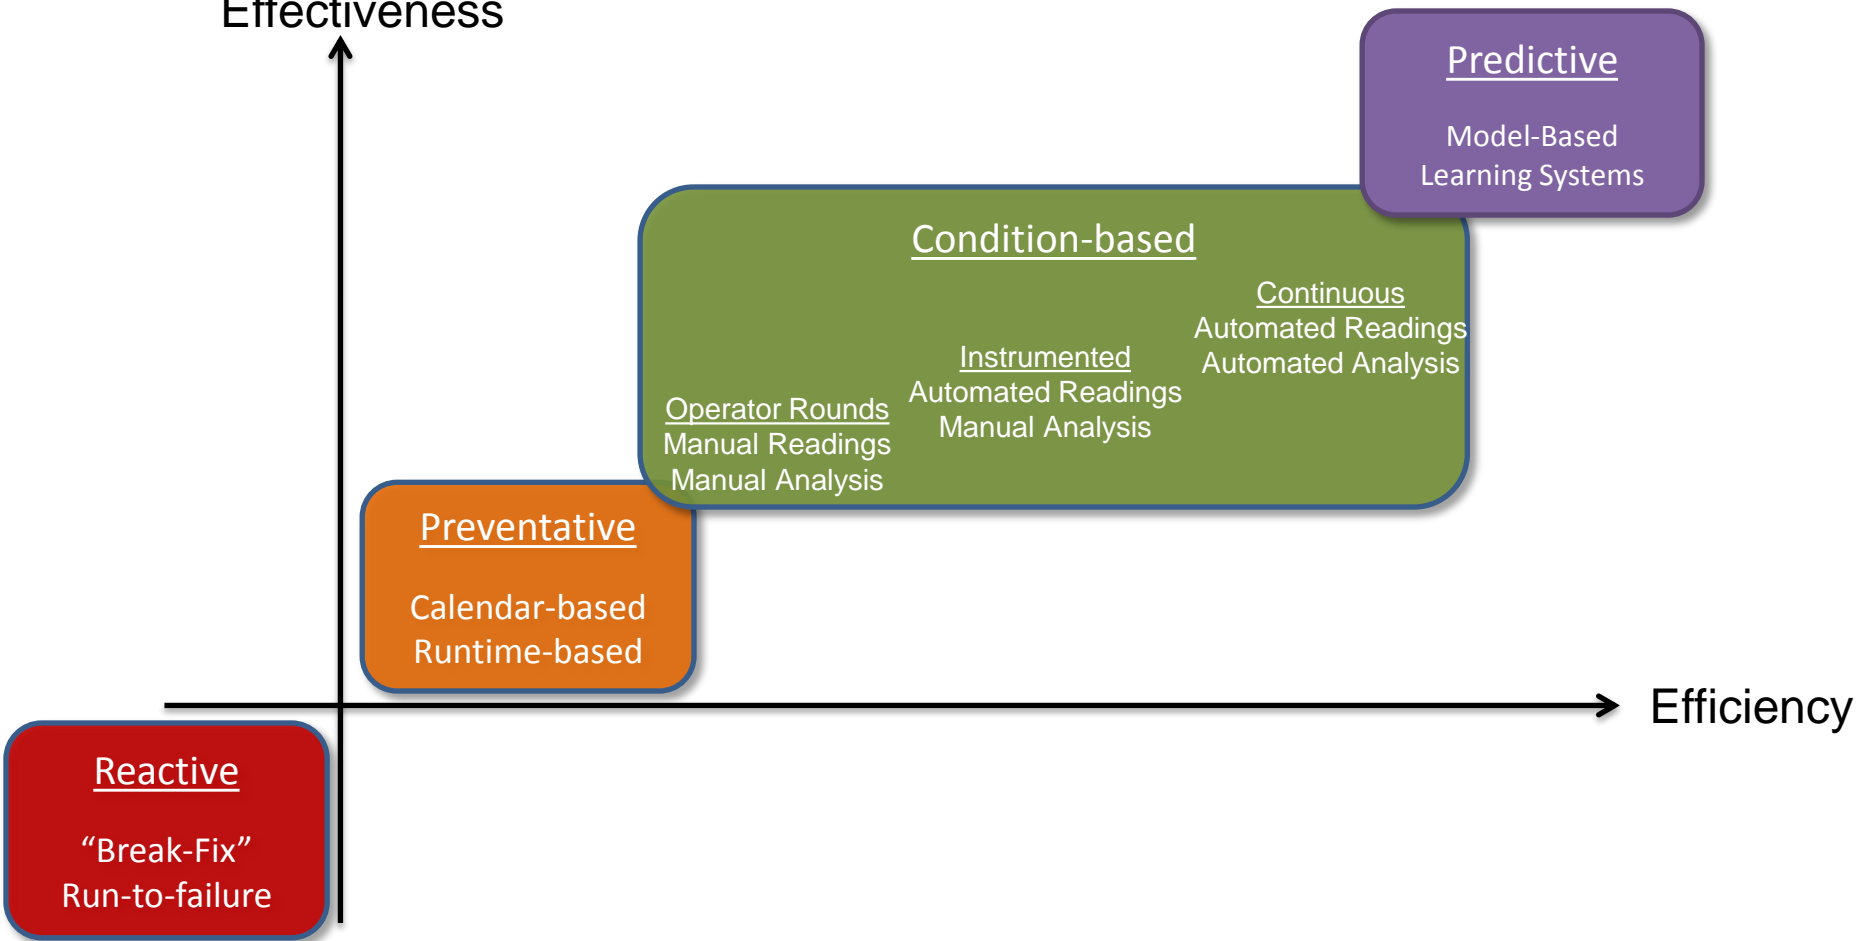 Effectiveness
Predictive
Model-Based
Learning Systems
Condition-based
Continuous
Automated Readings
Automated Analysis
Instrumented
Automated Readings
Manual Analysis
Operator Rounds
Manual Readings
Manual Analysis
Preventative
Calendar-based
Runtime-based
Efficiency
Reactive
“Break-Fix”
Run-to-failure